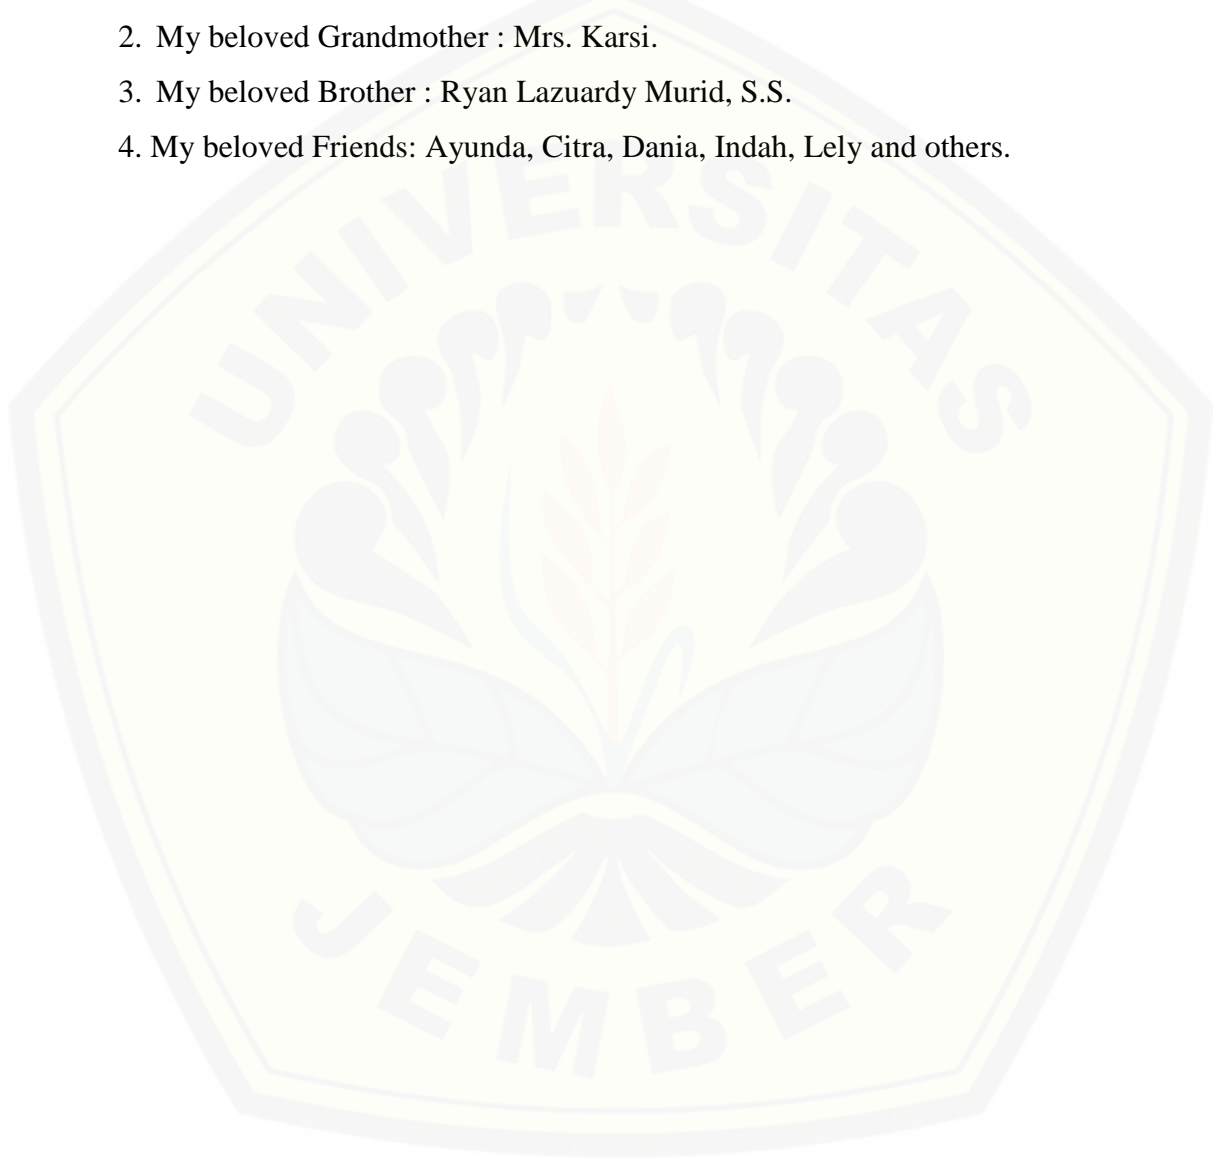 2. My beloved Grandmother : Mrs. Karsi.
3. My beloved Brother : Ryan Lazuardy Murid, S.S.
4. My beloved Friends: Ayunda, Citra, Dania, Indah, Lely and others.
UNIVERSITAS
JEMBER